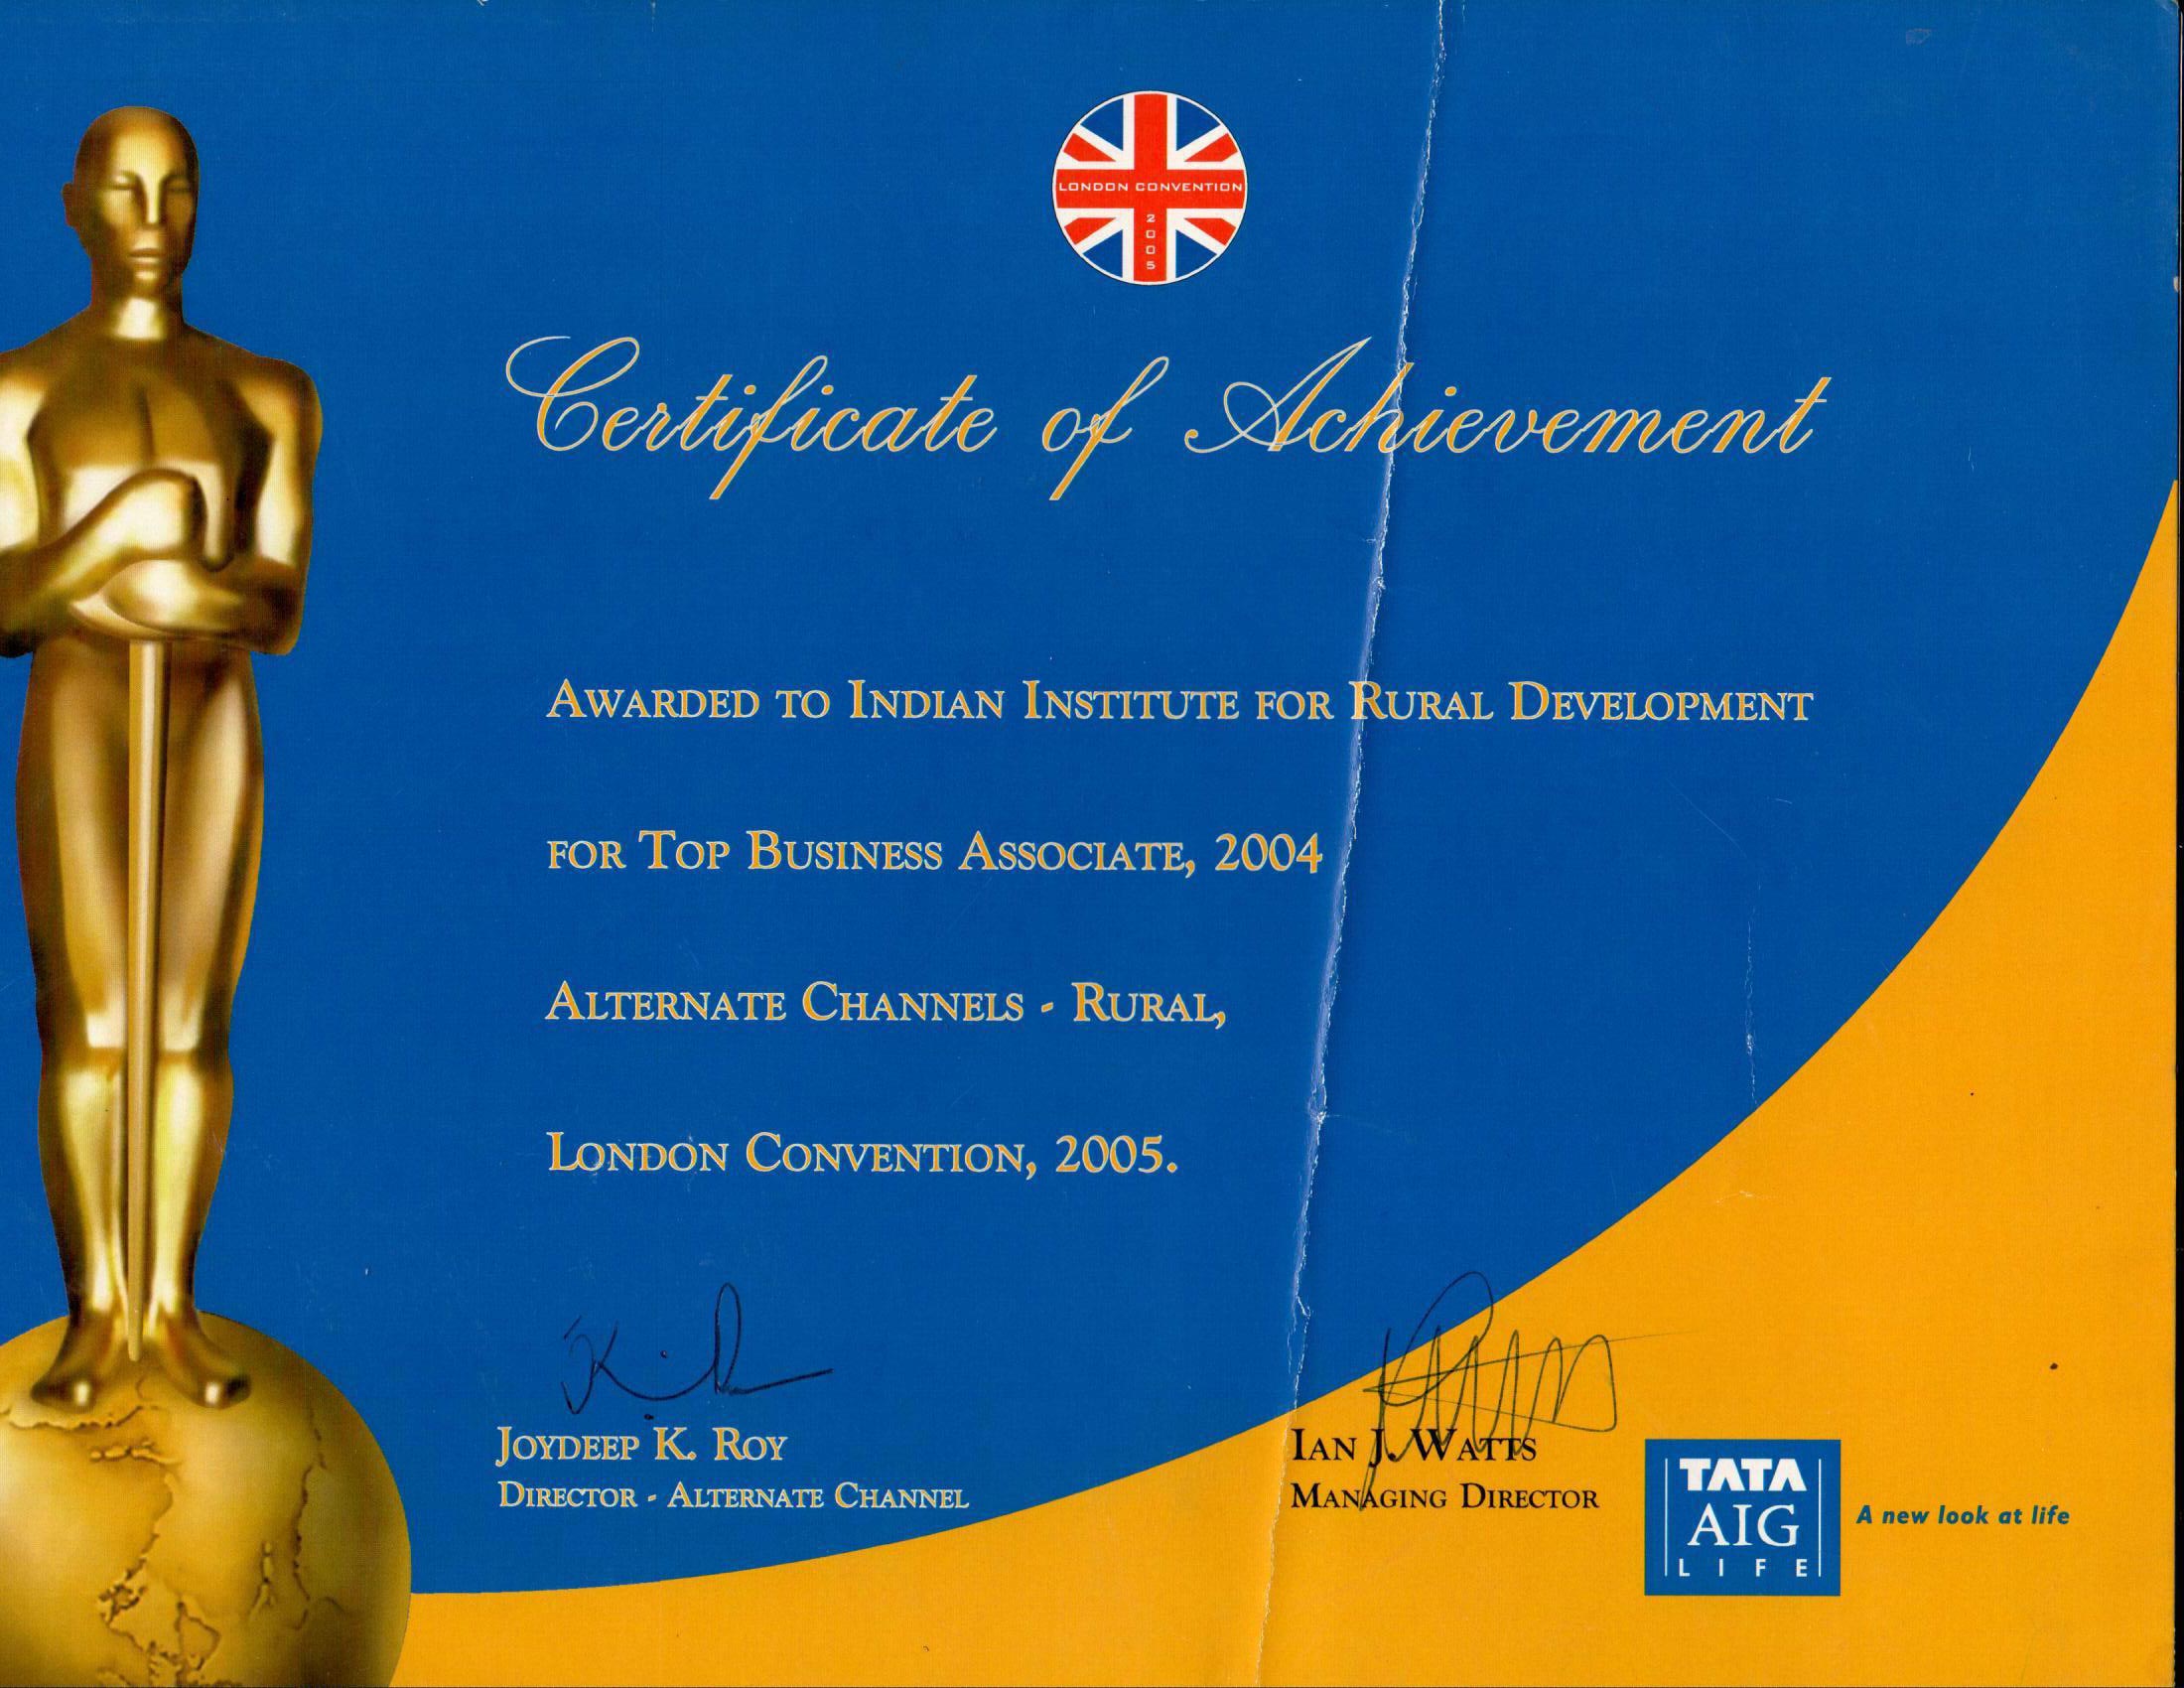 LONDON CONVENTION
2005
Certificate of Achievement
AWARDED TO INDIAN INSTITUTE FOR RURAL DEVELOPMENT
FOR TOP BUSINESS ASSOCIATE, 2004
ALTERNATE CHANNELS - RURAL,
LONDON CONVENTION, 2005.
JOYDEEP K. ROY
DIRECTOR - ALTERNATE CHANNEL
IAN J. WATTS
MANAGING DIRECTOR
TATA
AIG
LIFE
A new look at life